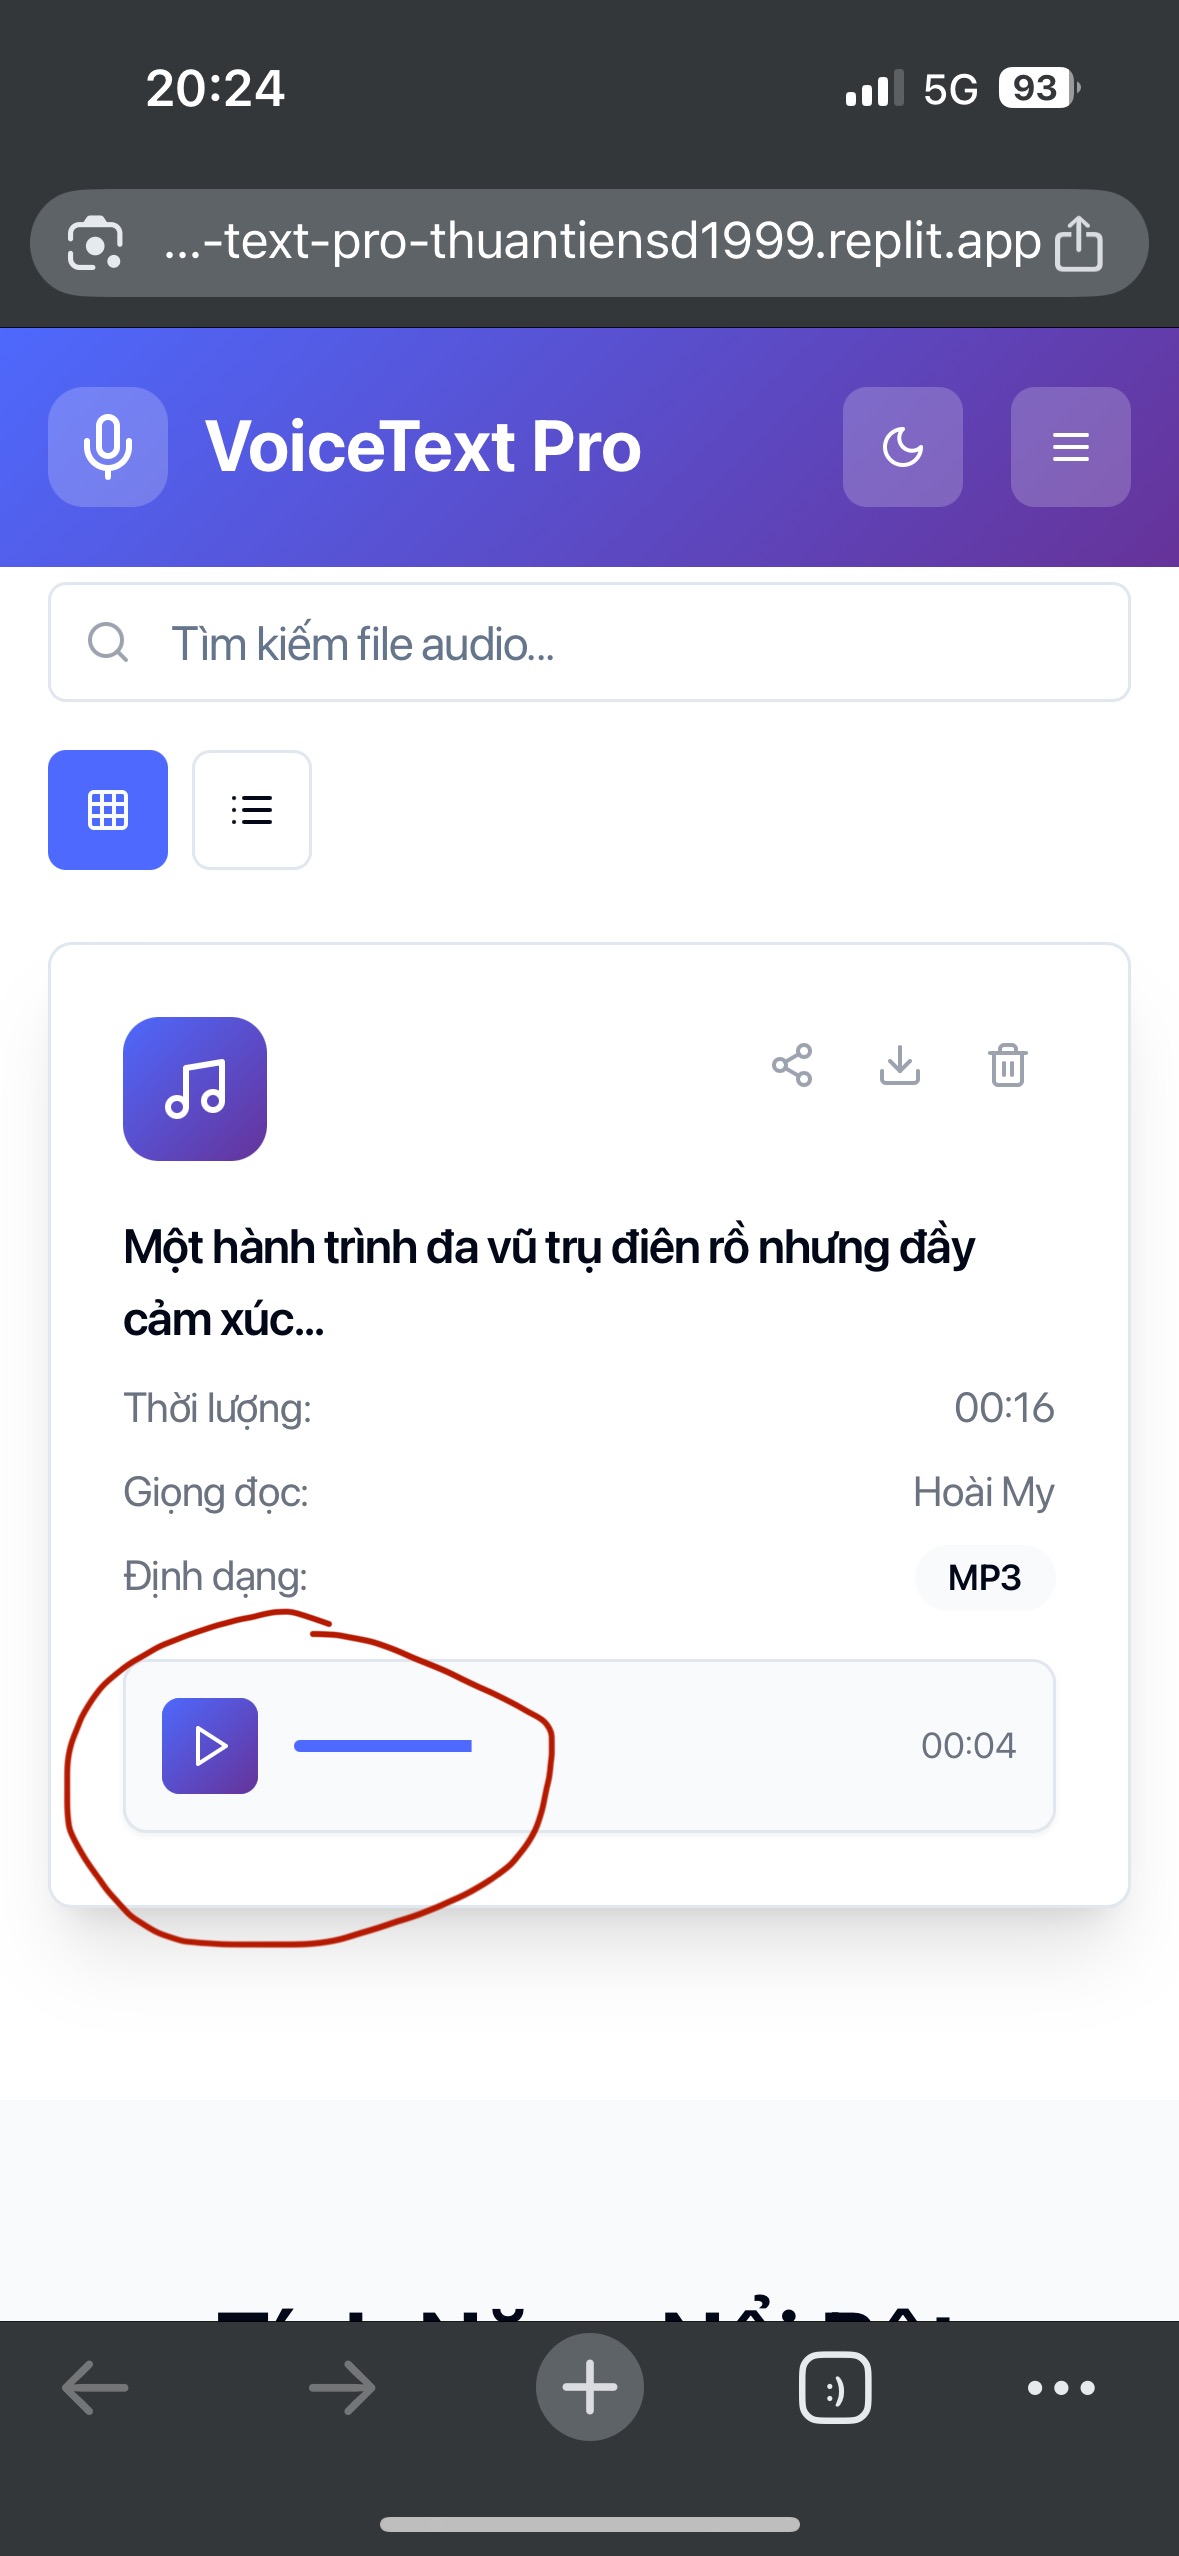 20:24
5G
93
...-text-pro-thuantiensd1999.replit.app
VoiceText Pro
Tìm kiếm file audio...
Một hành trình đa vũ trụ điên rồ nhưng đầy
cảm xúc...
Thời lượng:
00:16
Giọng đọc:
Hoài My
Định dạng:
MP3
00:04
:)